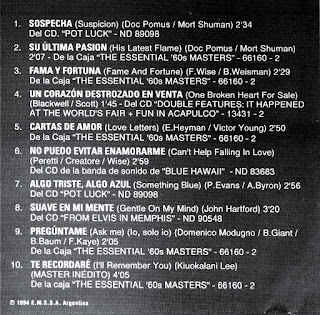 1. SOSPECHA (Suspicion) (Doc Pomus / Mort Shuman) 2'34
Del CD. "POT LUCK" - ND 89098
2. SU ÚLTIMA PASION (His Latest Flame) (Doc Pomus / Mort Shuman)
2'07 - De la Caja "THE ESSENTIAL '60s MASTERS" - 66160 - 2
3. FAMA Y FORTUNA (Fame And Fortune) (F.Wise / B.Weisman) 2'29
De la Caja "THE ESSENTIAL '60s MASTERS" - 66160 - 2
4. UN CORAZÓN DESTROZADO EN VENTA (One Broken Heart For Sale)
(Blackwell / Scott) 1'45 - Del CD "DOUBLE FEATURES: IT HAPPENED
AT THE WORLD'S FAIR + FUN IN ACAPULCO" - 13431 - 2
5. CARTAS DE AMOR (Love Letters) (E.Heyman / Victor Young) 2'50
De la Caja "THE ESSENTIAL '60s MASTERS" - 66160 - 2
6. NO PUEDO EVITAR ENAMORARME (Can't Help Falling In Love)
(Peretti / Creatore / Wise) 2'59
Del CD de la banda de sonido de "BLUE HAWAII" - ND 83683
7. ALGO TRISTE, ALGO AZUL (Something Blue) (P.Evans / A.Byron) 2'56
Del CD "POT LUCK" - ND 89098
8. SUAVE EN MI MENTE (Gentle On My Mind) (John Hartford) 3'20
Del CD "FROM ELVIS IN MEMPHIS" - ND 90548
9. PREGÚNTAME (Ask me) (Io, solo io) (Domenico Modugno / B.Giant /
B.Baum / F.Kaye) 2'05
De la Caja "THE ESSENTIAL '60s MASTERS" - 66160 - 2
10. TE RECORDARÉ (I'll Remember You) (Kiuokalani Lee)
(MASTER INÉDITO) 4'05
De la Caja "THE ESSENTIAL '60s MASTERS" - 66160 - 2
℗ 1994 E.M.S.S.A. Argentina